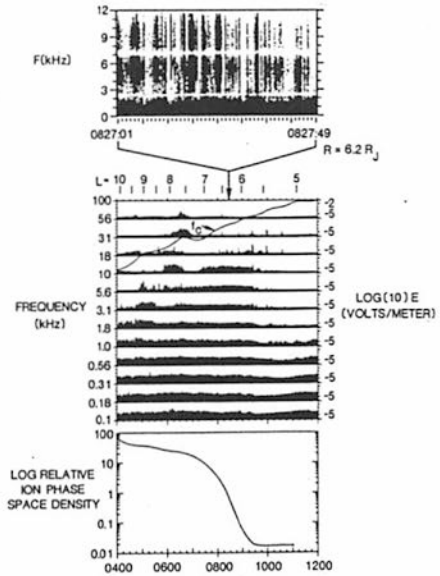 12
9
F(kHz) 6
3
0
0827:01 0827:49
R = 6.2 R_J
L= 10 9 8 7 6 5
100 -2
56 -5
31 f_c -5
18 -5
10 -5
5.6 -5
FREQUENCY LOG(10) E
(kHz) 3.1 -5 (VOLTS/METER)
1.8 -5
1.0 -5
0.56 -5
0.31 -5
0.18 -5
0.1 -5
100
10
LOG RELATIVE
ION PHASE 1
SPACE DENSITY
0.1
0.01
0400 0600 0800 1000 1200